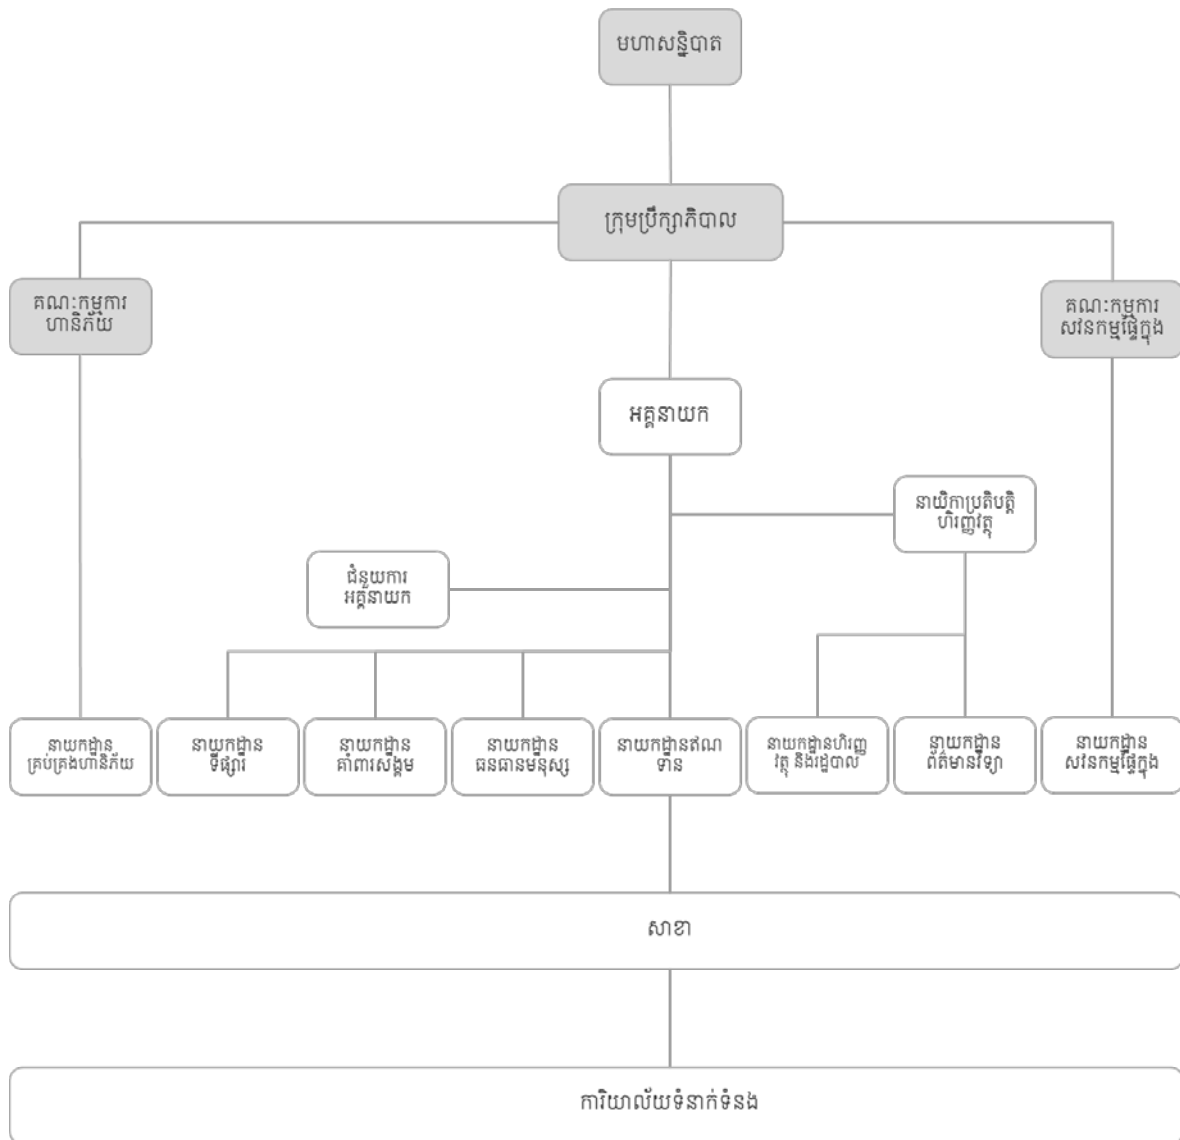 មហាសន្និបាត
ក្រុមប្រឹក្សាភិបាល
គណៈកម្មការ
ហានិភ័យ
គណៈកម្មការ
សវនកម្មផ្ទៃក្នុង
អគ្គនាយក
នាយិកាប្រតិបត្តិ
ហិរញ្ញវត្ថុ
ជំនួយការ
អគ្គនាយក
នាយកដ្ឋាន
គ្រប់គ្រងហានិភ័យ
នាយកដ្ឋាន
ទីផ្សារ
នាយកដ្ឋាន
គាំពារសង្គម
នាយកដ្ឋាន
ធនធានមនុស្ស
នាយកដ្ឋានឥណ
ទាន
នាយកដ្ឋានហិរញ្ញ
វត្ថុ និងរដ្ឋបាល
នាយកដ្ឋាន
ព័ត៌មានវិទ្យា
នាយកដ្ឋាន
សវនកម្មផ្ទៃក្នុង
សាខា
ការិយាល័យទំនាក់ទំនង